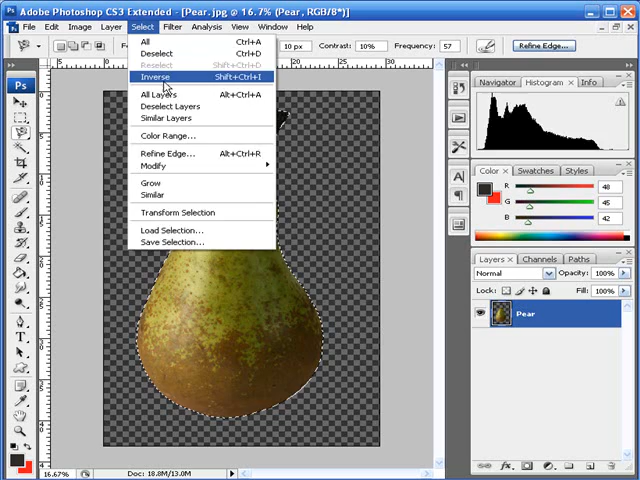 Adobe Photoshop CS3 Extended - [Pear.jpg @ 16.7% (Pear, RGB/8*)]
File Edit Image Layer Select Filter Analysis View Window Help
10 px Contrast: 10% Frequency: 57 Refine Edge...
All Ctrl+A
Deselect Ctrl+D
Reselect Shift+Ctrl+D
Inverse Shift+Ctrl+I
All Layers Alt+Ctrl+A
Deselect Layers
Similar Layers
Color Range...
Refine Edge... Alt+Ctrl+R
Modify
Grow
Similar
Transform Selection
Load Selection...
Save Selection...
Navigator Histogram × Info
Color × Swatches Styles
R 48
G 45
B 42
Layers × Channels Paths
Normal Opacity: 100%
Lock: Fill: 100%
Pear
16.67% Doc: 18.8M/13.0M